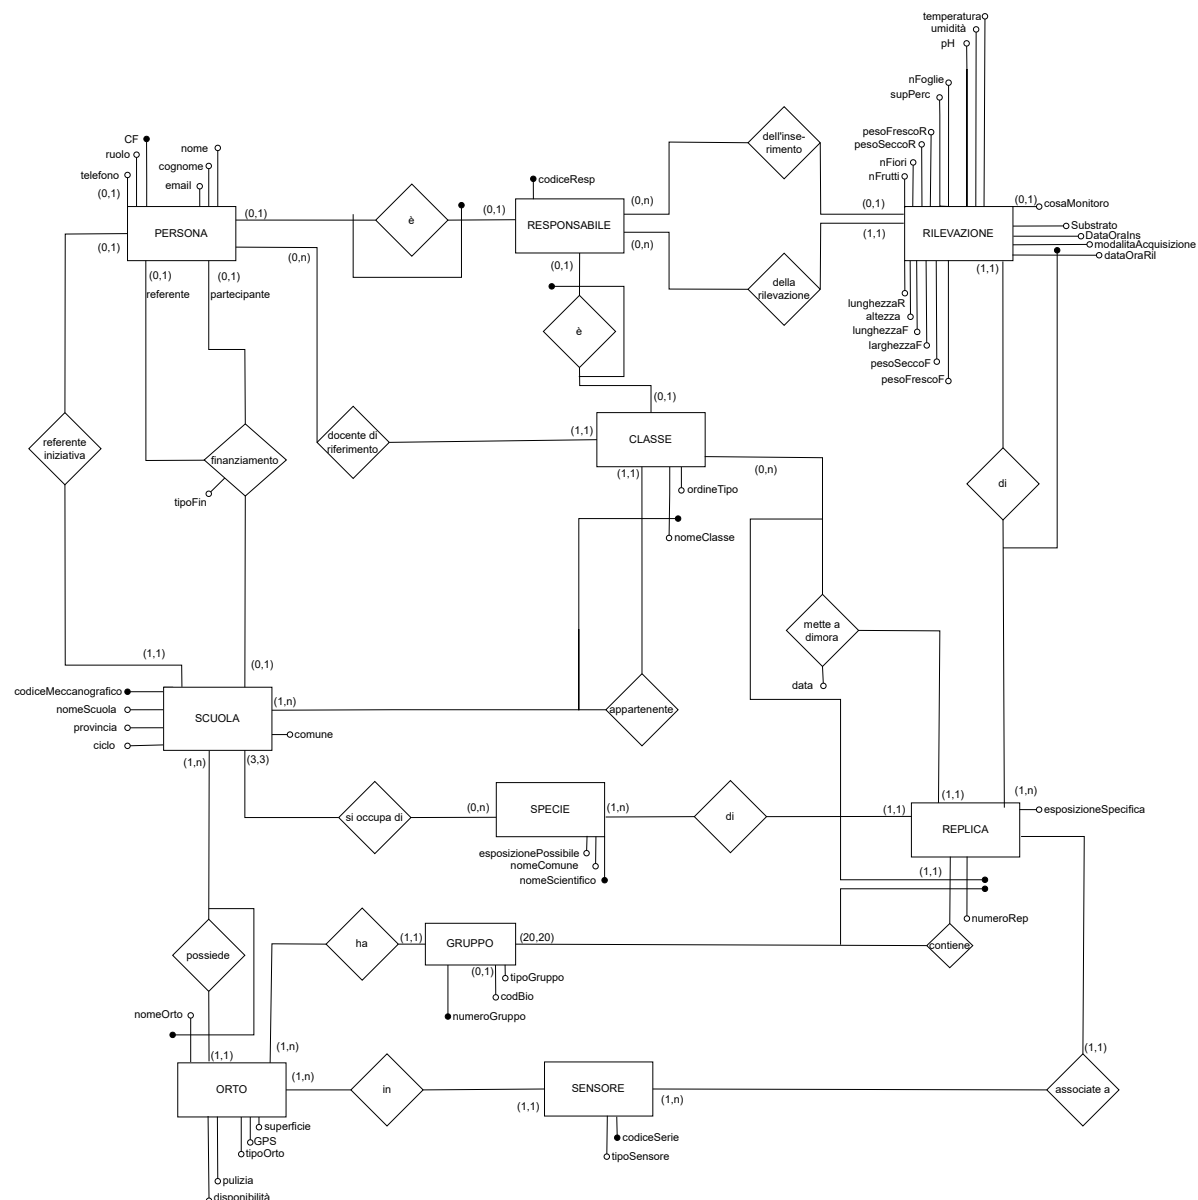 temperatura
umidità
pH
nFoglie
supPerc
pesoFrescoR
pesoSeccoR
nFiori
nFrutti
CF
ruolo
telefono
(0,1)
nome
cognome
email
PERSONA
(0,1)
(0,1)
(0,n)
(0,1)
referente
(0,1)
partecipante
è
(0,1)
codiceResp
RESPONSABILE
(0,n)
(0,n)
(0,1)
dell'inse-
rimento
della
rilevazione
(0,1)
(1,1)
RILEVAZIONE
(0,1)
cosaMonitoro
Substrato
DataOraIns
modalitaAcquisizione
dataOraRil
(1,1)
lunghezzaR
altezza
lunghezzaF
larghezzaF
pesoSeccoF
pesoFrescoF
è
(0,1)
referente
iniziativa
finanziamento
tipoFin
docente di
riferimento
(1,1)
CLASSE
(1,1)
(0,n)
ordineTipo
nomeClasse
di
mette a
dimora
data
(1,1)
(0,1)
codiceMeccanografico
nomeScuola
provincia
ciclo
SCUOLA
(1,n)
comune
(1,n)
(3,3)
appartenente
si occupa di
(0,n)
SPECIE
(1,n)
esposizionePossibile
nomeComune
nomeScientifico
di
(1,1)
(1,1)
(1,n)
esposizioneSpecifica
REPLICA
(1,1)
numeroRep
possiede
ha
(1,1)
GRUPPO
(20,20)
(0,1)
tipoGruppo
codBio
numeroGruppo
contiene
nomeOrto
(1,1)
(1,n)
ORTO
(1,n)
in
(1,1)
SENSORE
(1,n)
codiceSerie
tipoSensore
(1,1)
associate a
superficie
GPS
tipoOrto
pulizia
disponibilità